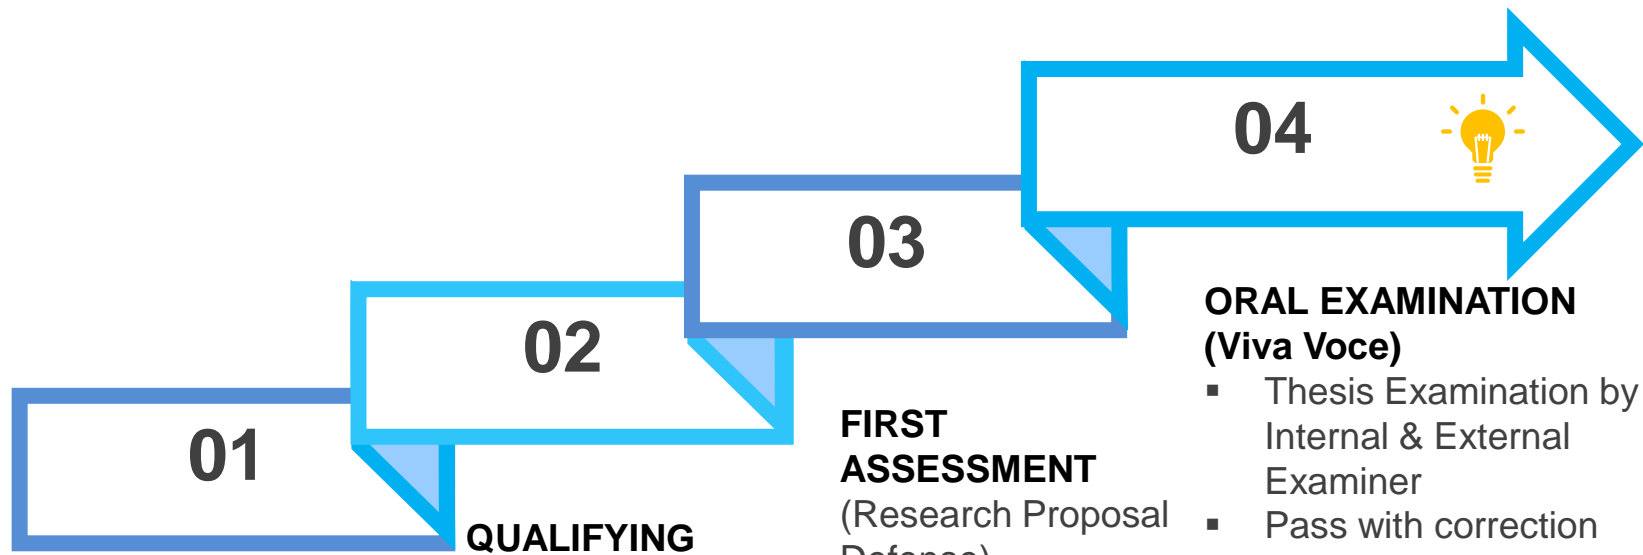 01
02
03
04
QUALIFYING
FIRST
ASSESSMENT
(Research Proposal
Defense)
ORAL EXAMINATION
(Viva Voce)
▪ Thesis Examination by
Internal & External
Examiner
▪ Pass with correction